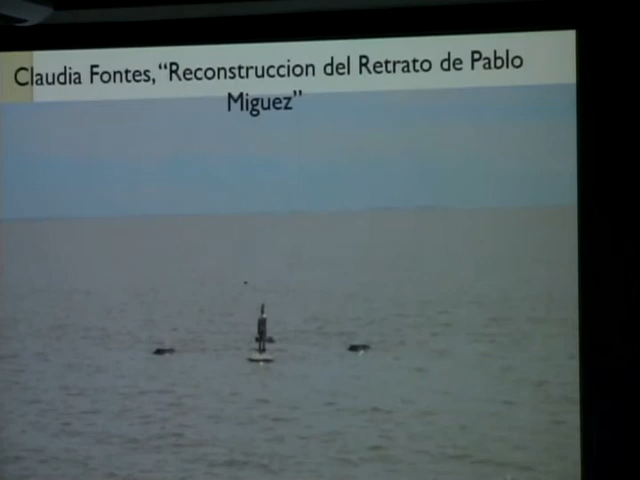 Claudia Fontes, “Reconstruccion del Retrato de Pablo
Miguez”